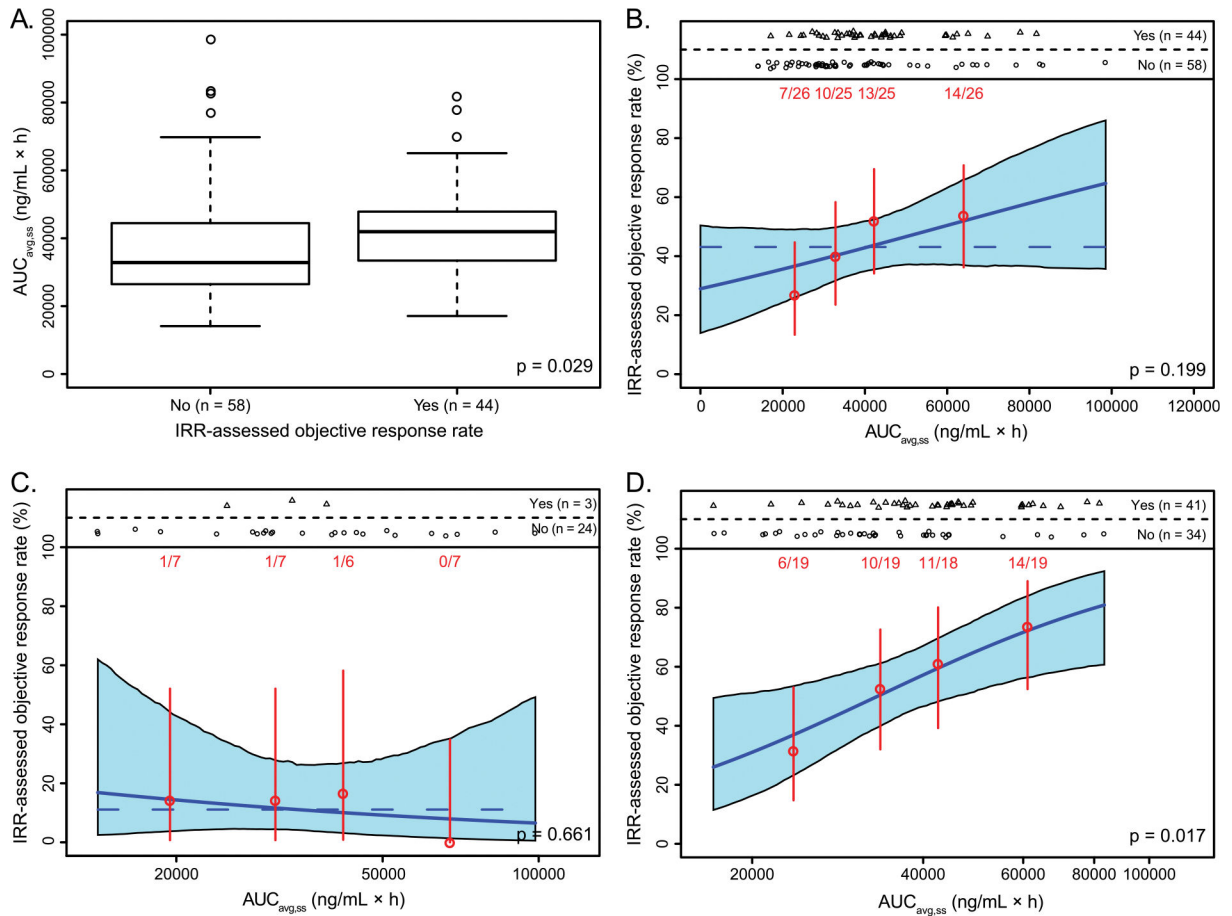 A.
AUCavg,ss (ng/mL × h)
100000
80000
60000
40000
20000
0
p = 0.029
No (n = 58)
Yes (n = 44)
IRR-assessed objective response rate
B.
IRR-assessed objective response rate (%)
100
80
60
40
20
0
Yes (n = 44)
No (n = 58)
7/26 10/25 13/25 14/26
p = 0.199
0 20000 40000 60000 80000 100000 120000
AUCavg,ss (ng/mL × h)
C.
IRR-assessed objective response rate (%)
100
80
60
40
20
0
Yes (n = 3)
No (n = 24)
1/7 1/7 1/6 0/7
p = 0.661
20000 50000 100000
AUCavg,ss (ng/mL × h)
D.
IRR-assessed objective response rate (%)
100
80
60
40
20
0
Yes (n = 41)
No (n = 34)
6/19 10/19 11/18 14/19
p = 0.017
20000 40000 60000 80000 100000
AUCavg,ss (ng/mL × h)